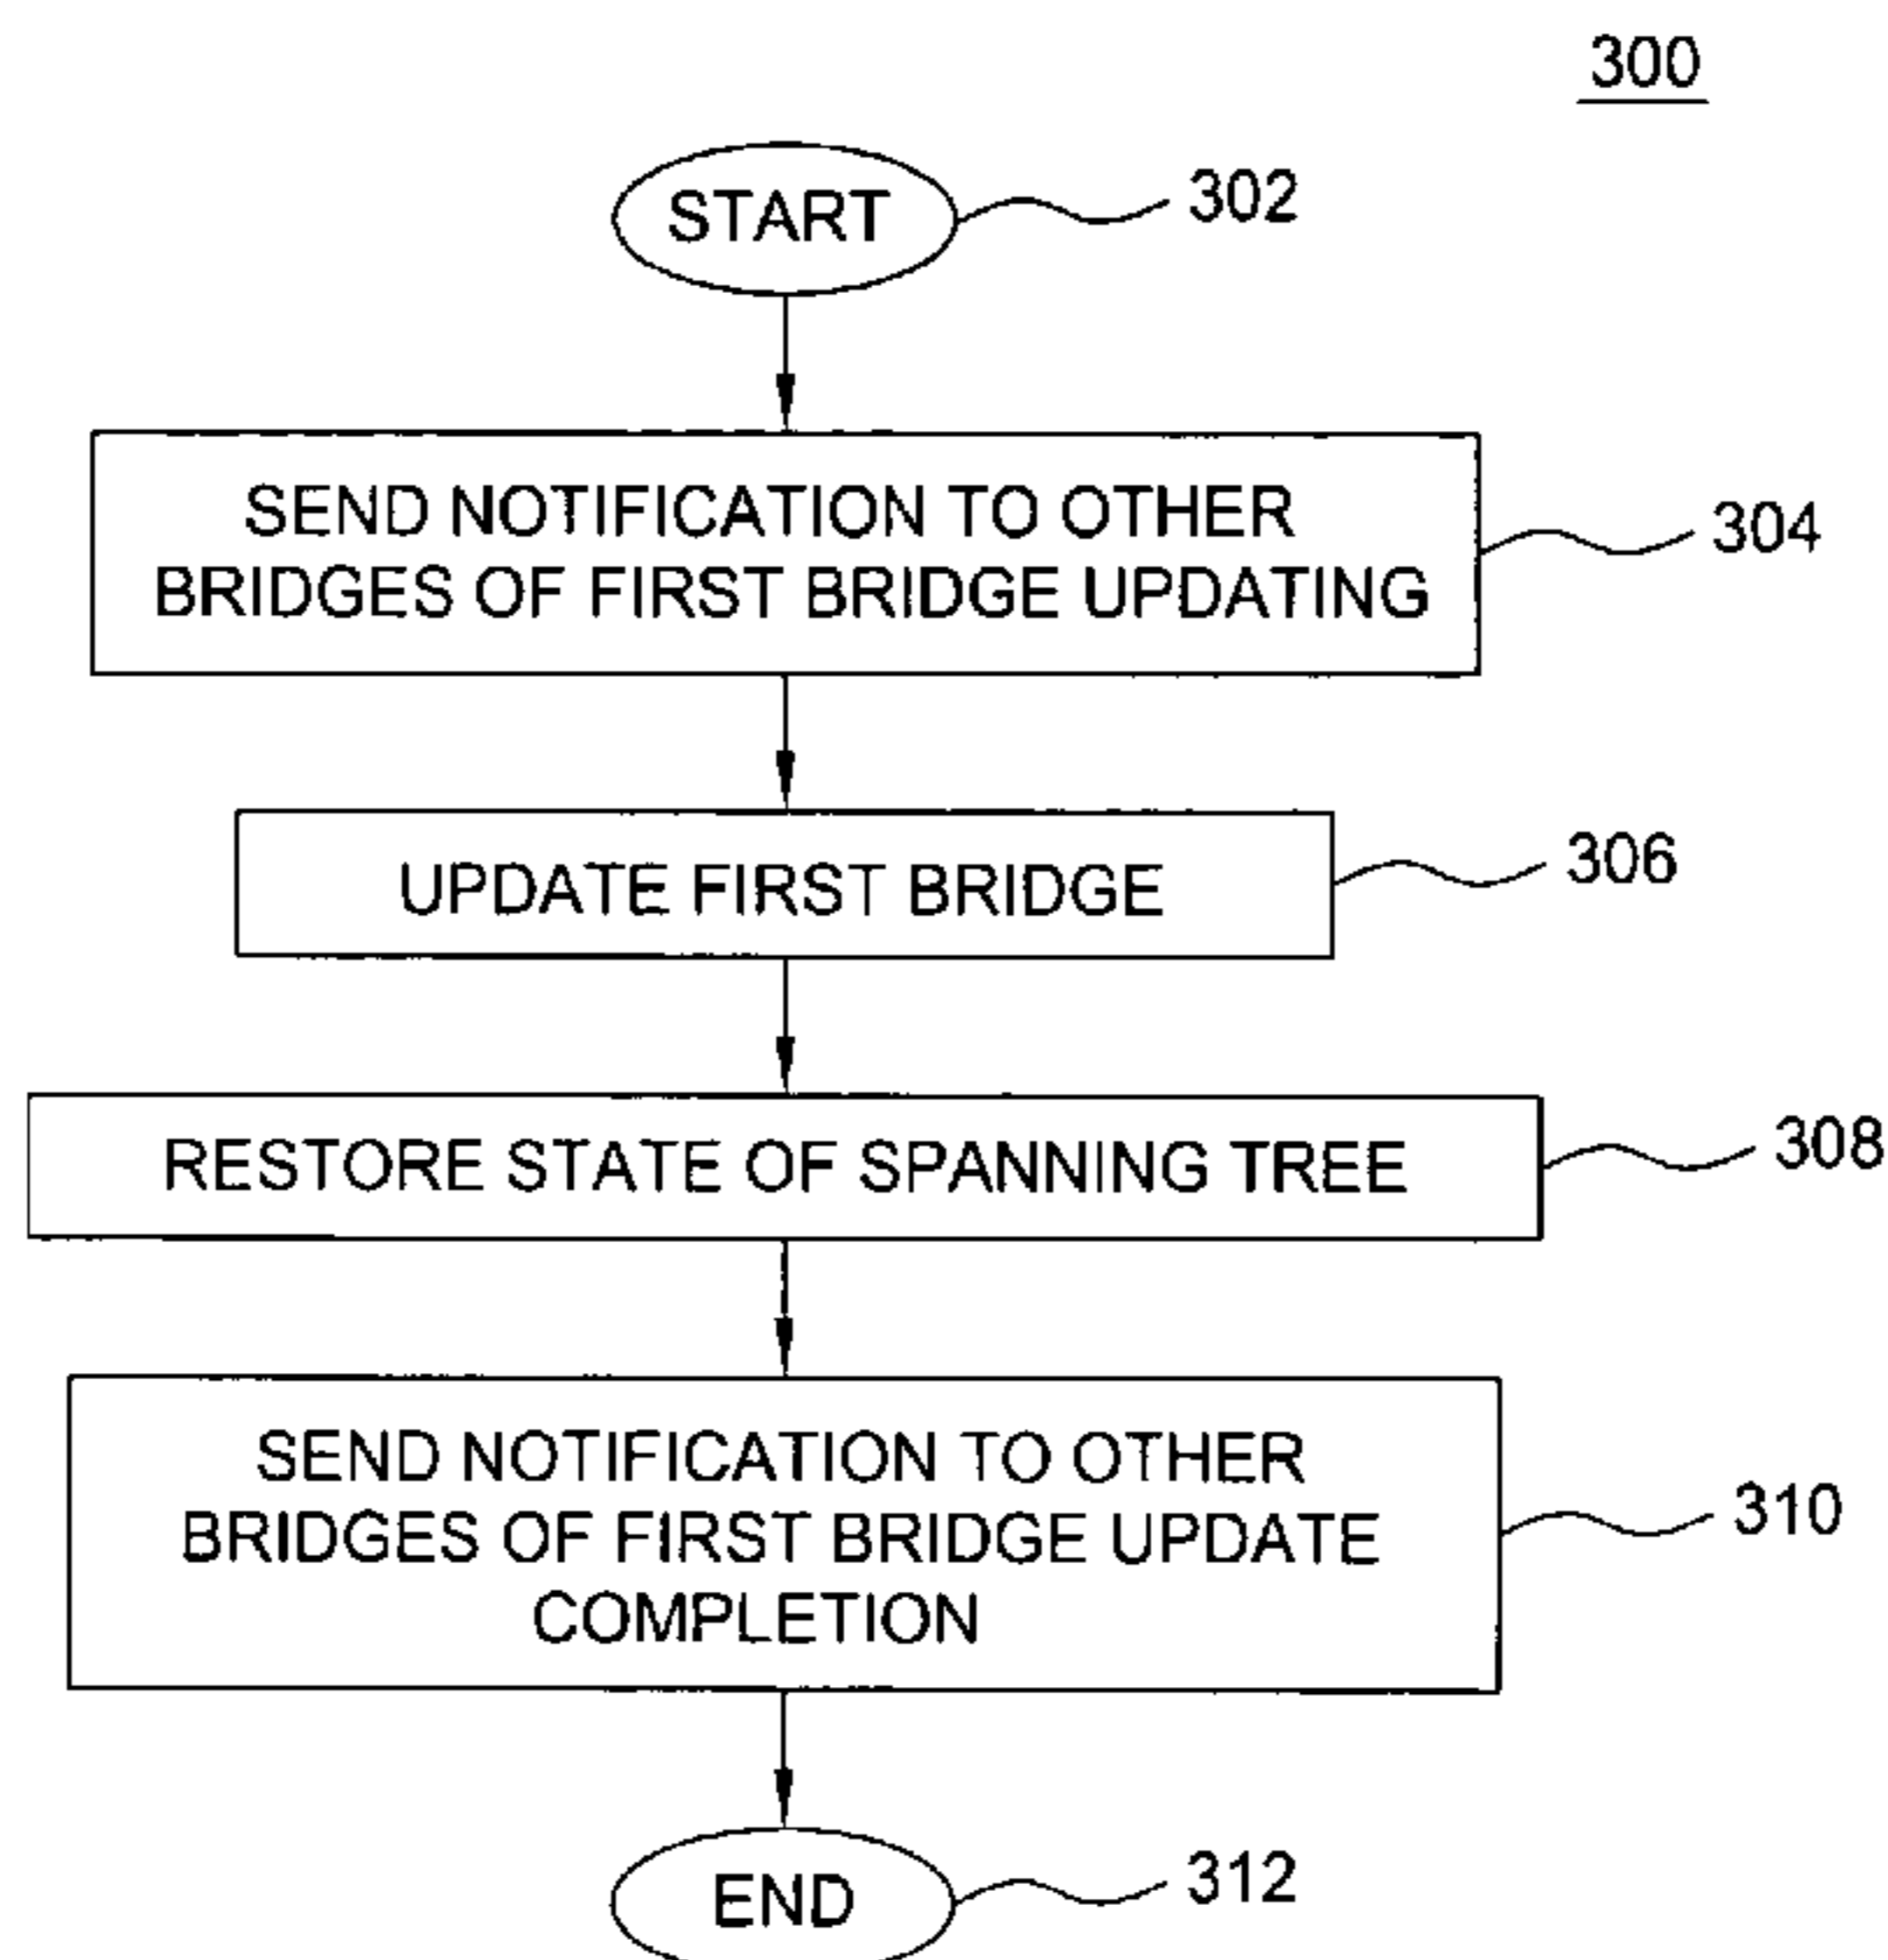 300
START
302
SEND NOTIFICATION TO OTHER
BRIDGES OF FIRST BRIDGE UPDATING
304
UPDATE FIRST BRIDGE
306
RESTORE STATE OF SPANNING TREE
308
SEND NOTIFICATION TO OTHER
BRIDGES OF FIRST BRIDGE UPDATE
COMPLETION
310
END
312